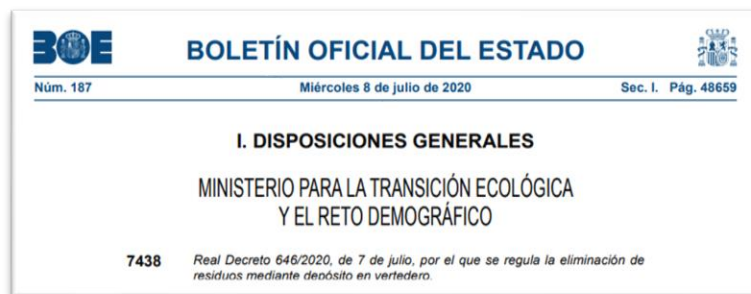 BOE
BOLETÍN OFICIAL DEL ESTADO
Núm. 187
Miércoles 8 de julio de 2020
Sec. I. Pág. 48659
I. DISPOSICIONES GENERALES
MINISTERIO PARA LA TRANSICIÓN ECOLÓGICA
Y EL RETO DEMOGRÁFICO
7438
Real Decreto 646/2020, de 7 de julio, por el que se regula la eliminación de
residuos mediante depósito en vertedero.